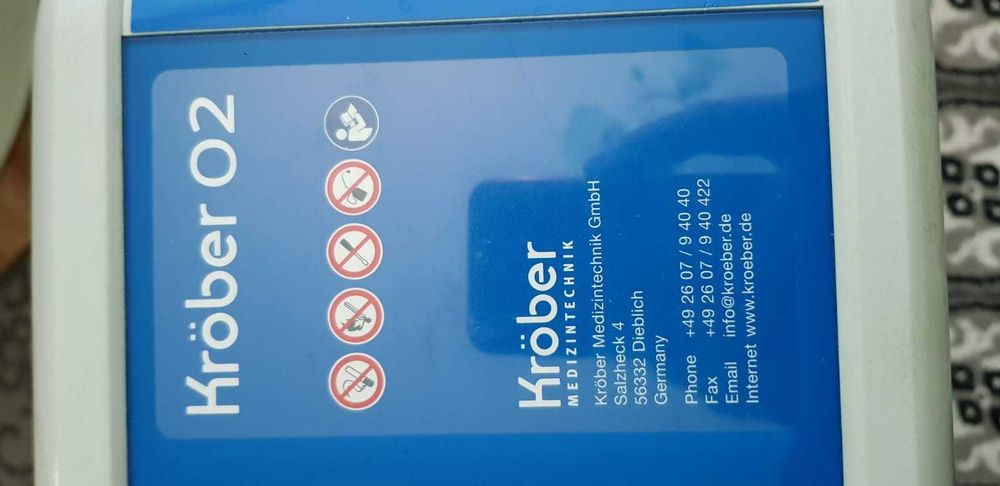 Kröber O2
Kröber
MEDIZINTECHNIK
Kröber Medizintechnik GmbH
Salzheck 4
56332 Dieblich
Germany
Phone +49 26 07 / 9 40 40
Fax +49 26 07 / 9 40 422
Email info@kroeber.de
Internet www.kroeber.de